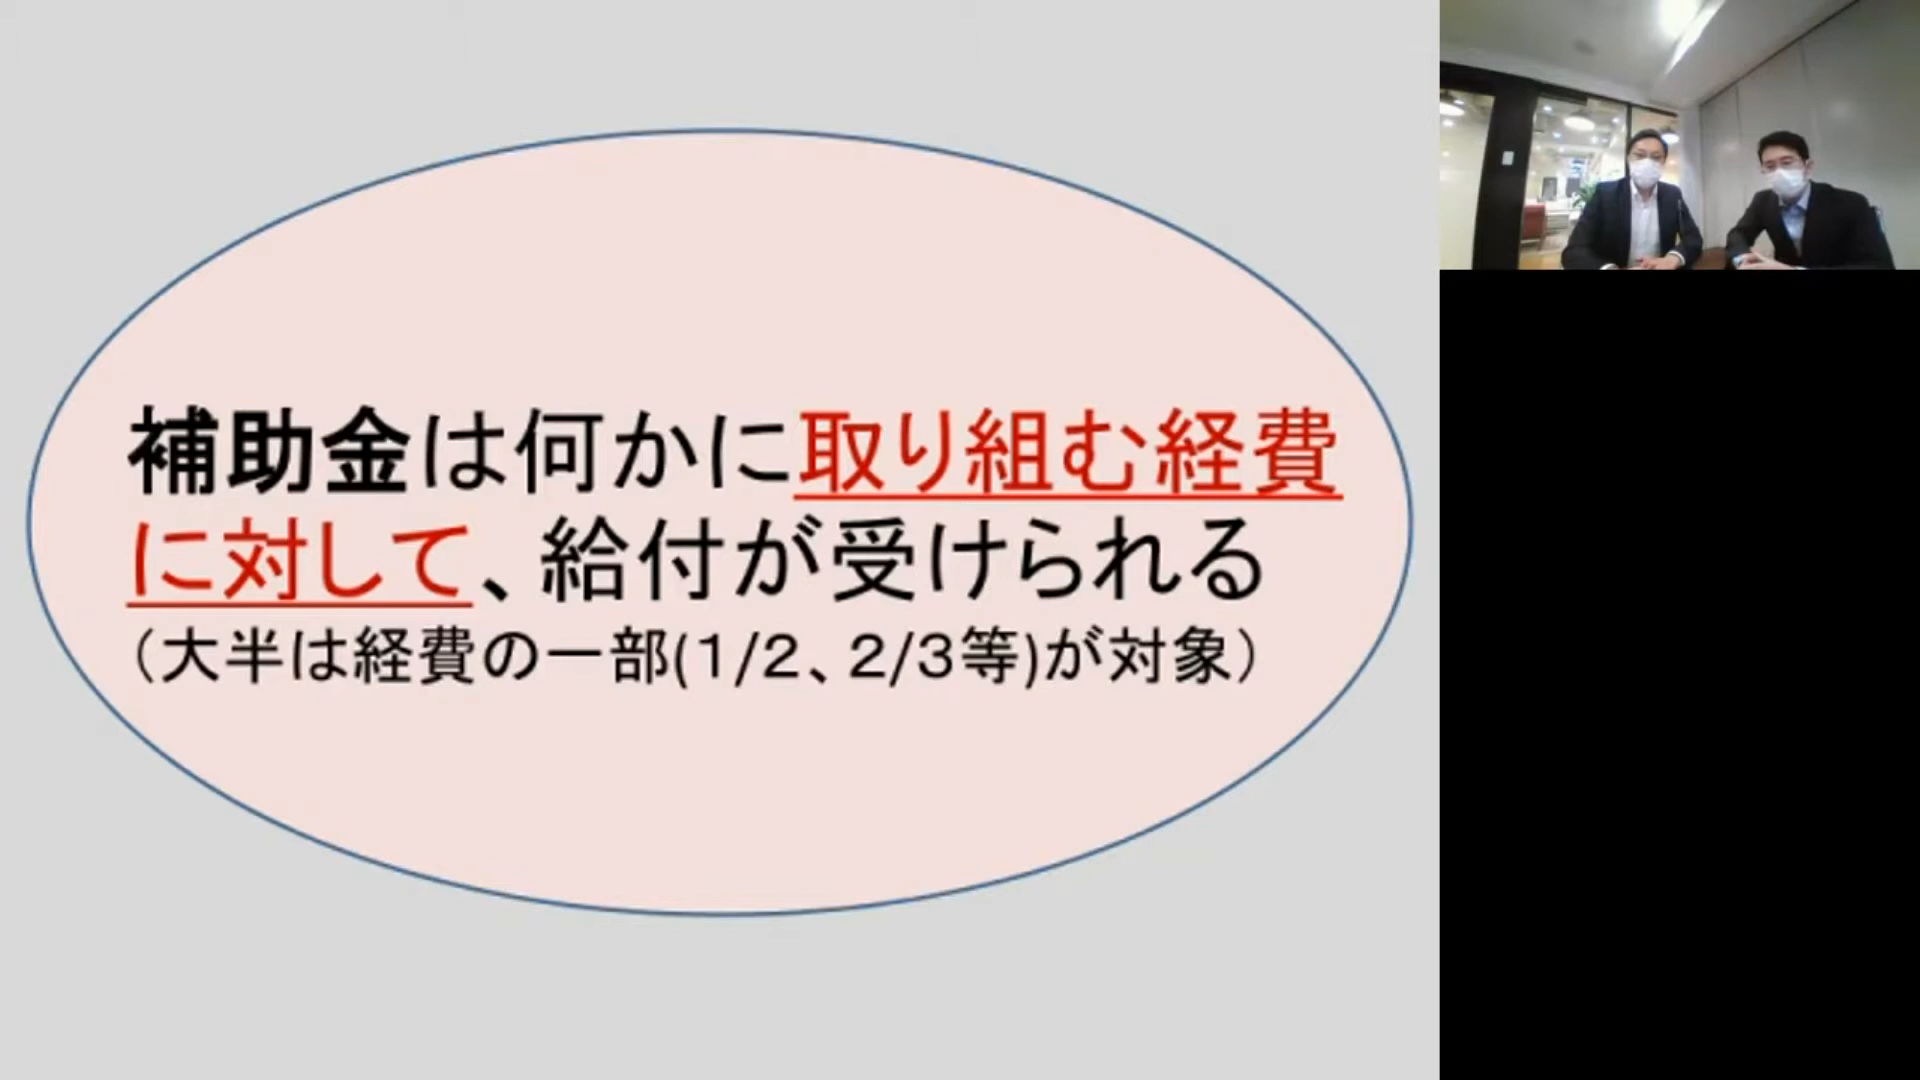 補助金は何かに取り組む経費
に対して、給付が受けられる
（大半は経費の一部(1/2、2/3等)が対象）